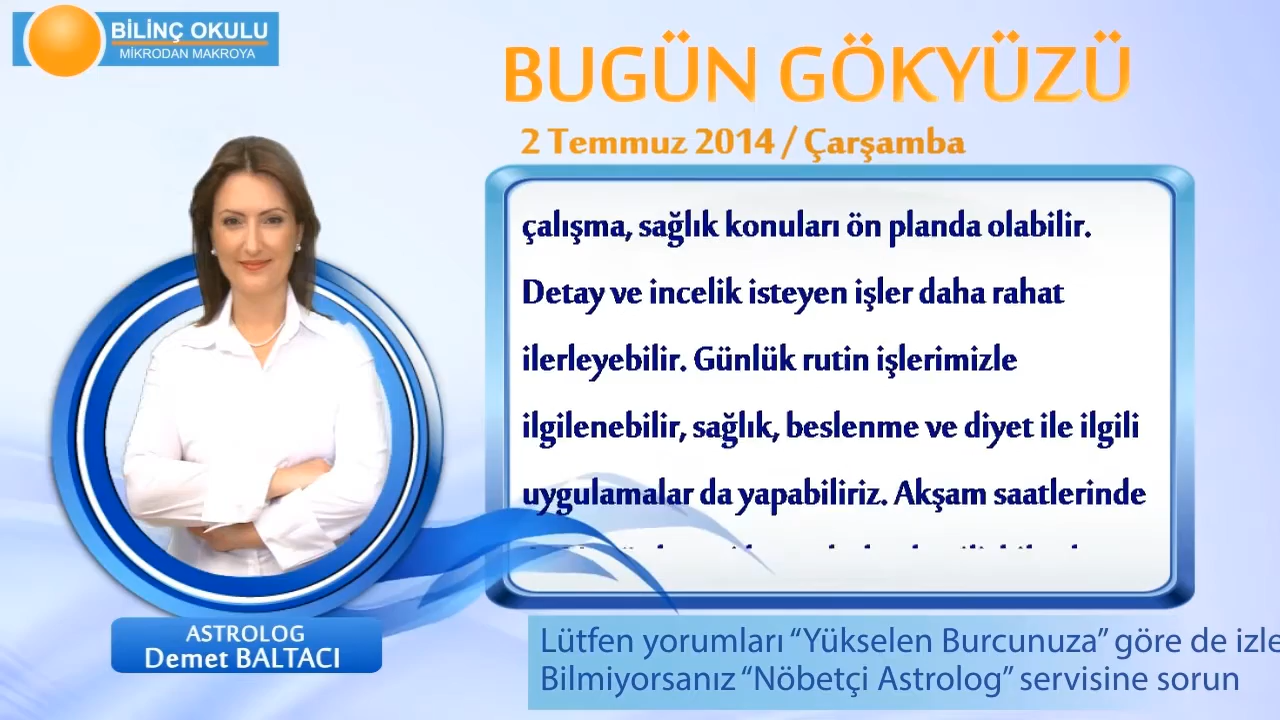 BİLİNÇ OKULU
MİKRODAN MAKROYA
BUGÜN GÖKYÜZÜ
2 Temmuz 2014 / Çarşamba
çalışma, sağlık konuları ön planda olabilir.
Detay ve incelik isteyen işler daha rahat
ilerleyebilir. Günlük rutin işlerimizle
ilgilenebilir, sağlık, beslenme ve diyet ile ilgili
uygulamalar da yapabiliriz. Akşam saatlerinde
ASTROLOG
Demet BALTACI
Lütfen yorumları “Yükselen Burcunuza” göre de izle
Bilmiyorsanız “Nöbetçi Astrolog” servisine sorun